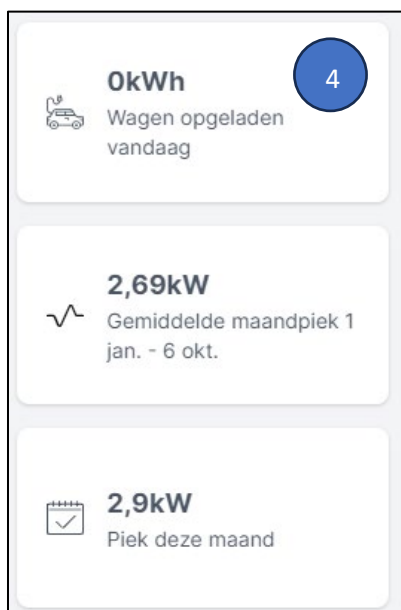 0kWh
4
Wagen opgeladen
vandaag
2,69kW
Gemiddelde maandpiek 1
jan. - 6 okt.
2,9kW
Piek deze maand